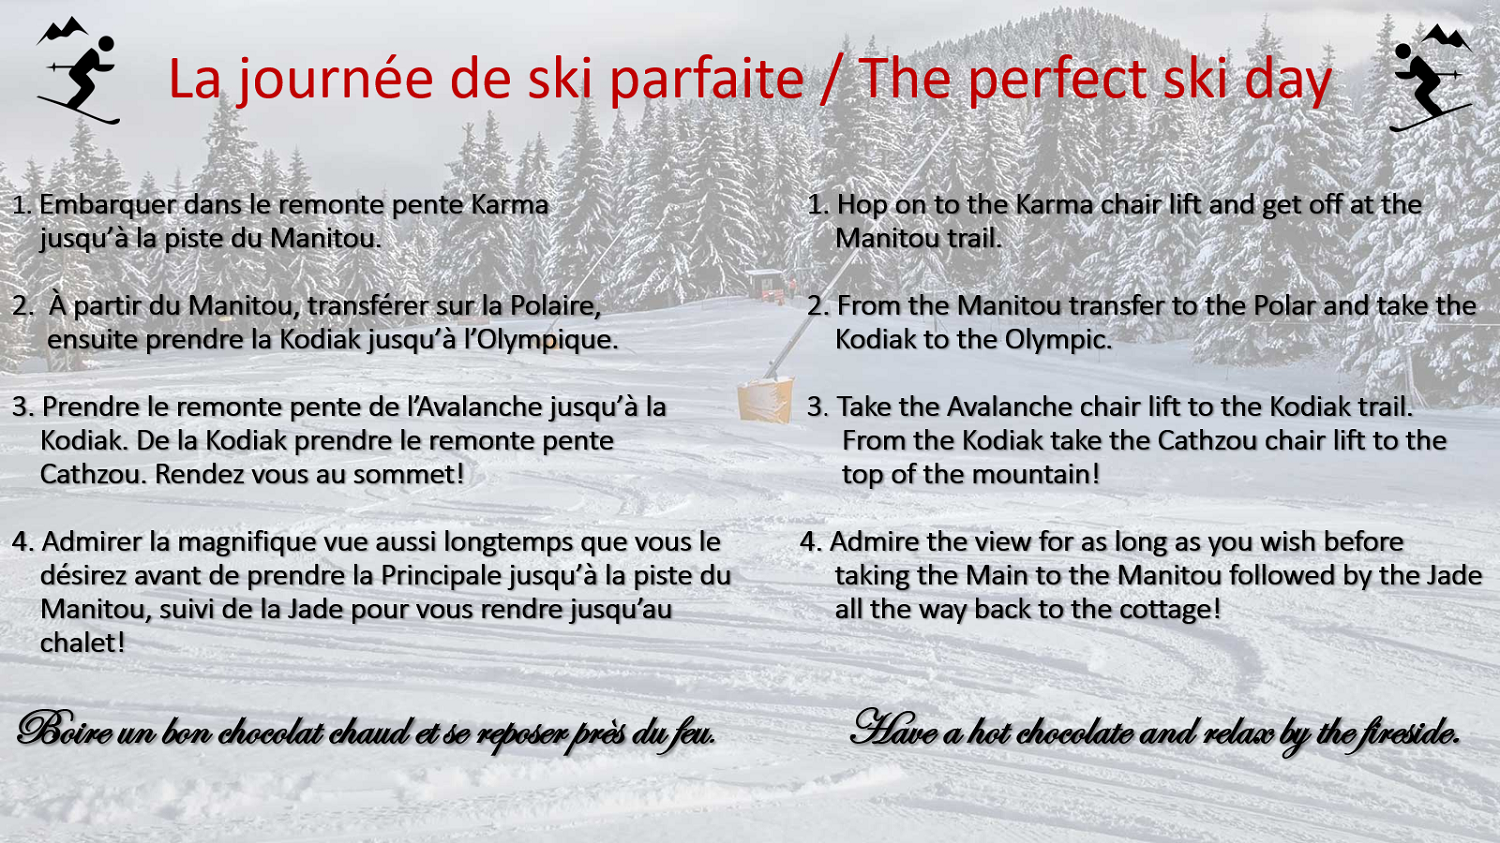 La journée de ski parfaite / The perfect ski day
1. Embarquer dans le remonte pente Karma
jusqu’à la piste du Manitou.
2. À partir du Manitou, transférer sur la Polaire,
ensuite prendre la Kodiak jusqu’à l’Olympique.
3. Prendre le remonte pente de l’Avalanche jusqu’à la
Kodiak. De la Kodiak prendre le remonte pente
Cathzou. Rendez vous au sommet!
4. Admirer la magnifique vue aussi longtemps que vous le
désirez avant de prendre la Principale jusqu’à la piste du
Manitou, suivi de la Jade pour vous rendre jusqu’au
chalet!
Boire un bon chocolat chaud et se reposer près du feu.
1. Hop on to the Karma chair lift and get off at the
Manitou trail.
2. From the Manitou transfer to the Polar and take the
Kodiak to the Olympic.
3. Take the Avalanche chair lift to the Kodiak trail.
From the Kodiak take the Cathzou chair lift to the
top of the mountain!
4. Admire the view for as long as you wish before
taking the Main to the Manitou followed by the Jade
all the way back to the cottage!
Have a hot chocolate and relax by the fireside.